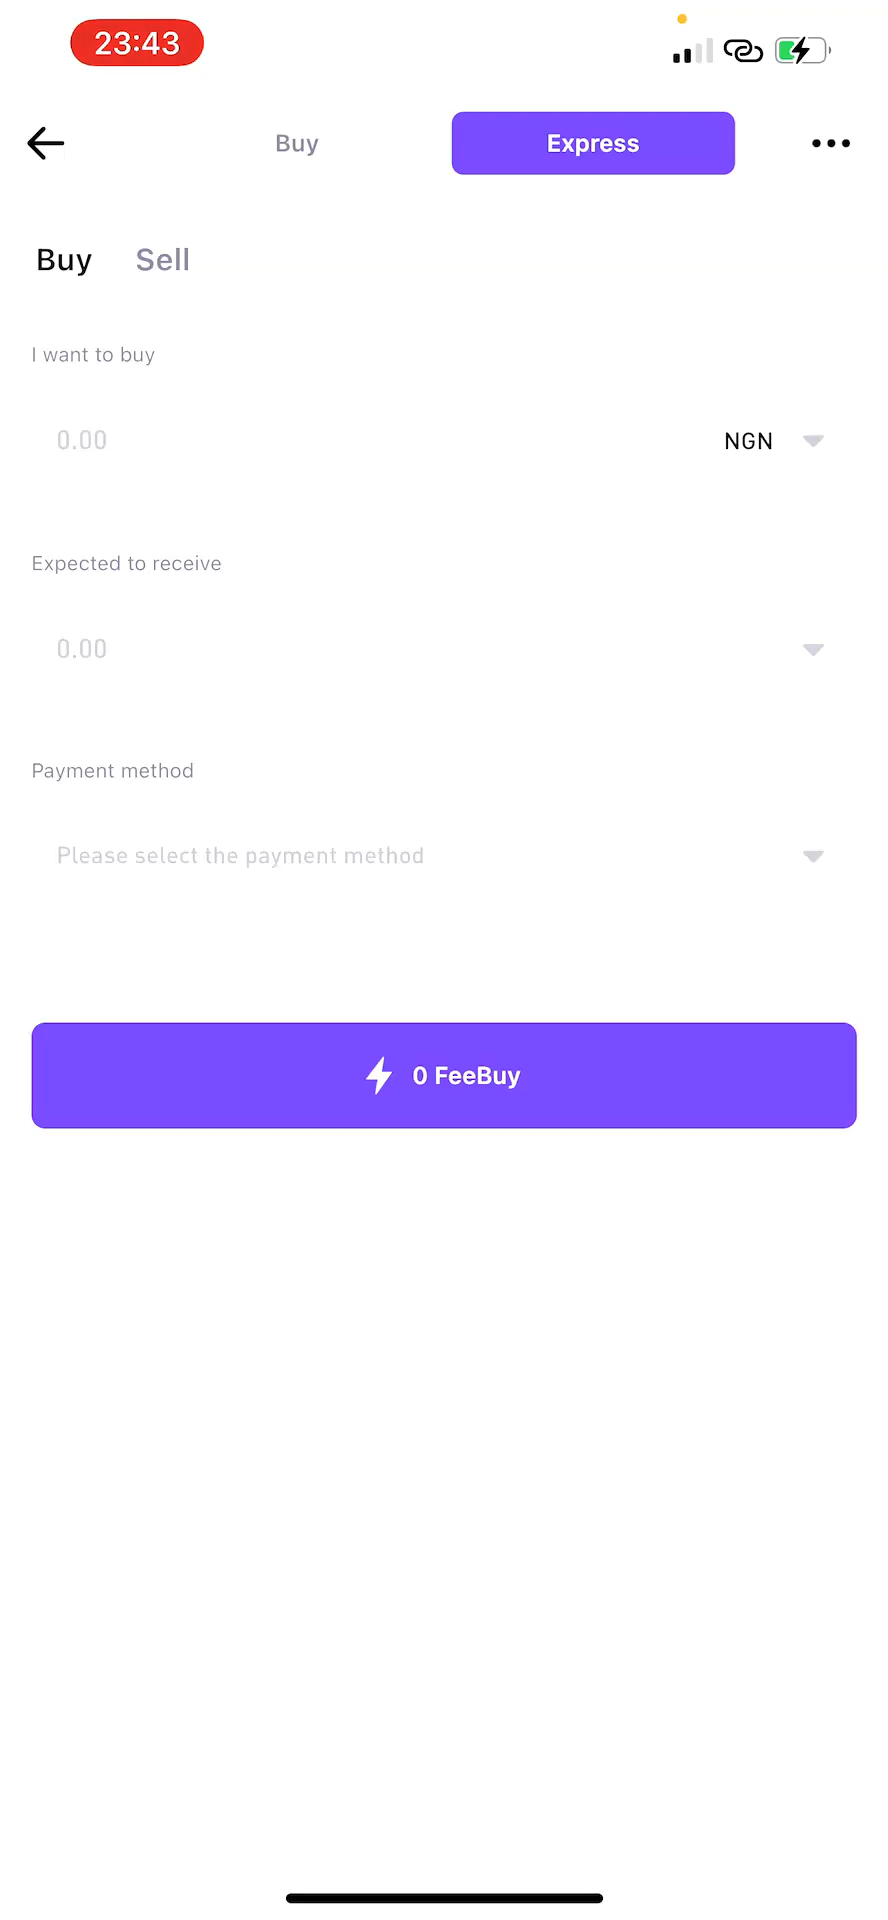 23:43
Buy
Express
Buy Sell
I want to buy
0.00 NGN
Expected to receive
0.00
Payment method
Please select the payment method
0 FeeBuy